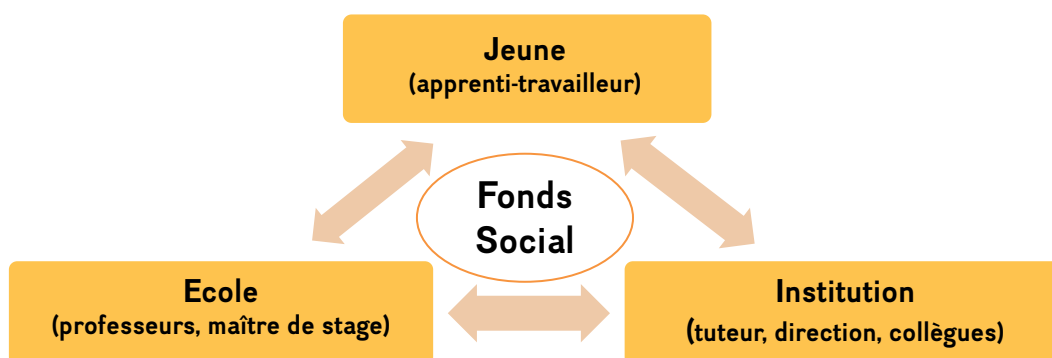 Jeune
(apprenti-travailleur)
Fonds
Social
Ecole
(professeurs, maître de stage)
Institution
(tuteur, direction, collègues)